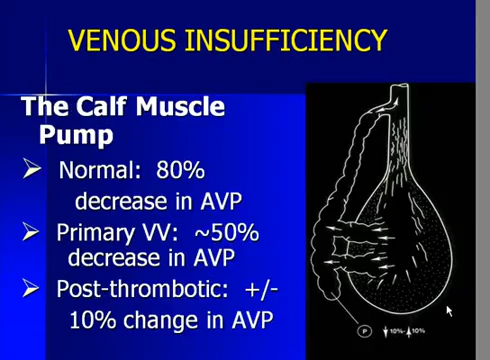 VENOUS INSUFFICIENCY
The Calf Muscle
Pump
Normal: 80%
decrease in AVP
Primary VV: ~50%
decrease in AVP
Post-thrombotic: +/-
10% change in AVP
P ↓10%-↑10%